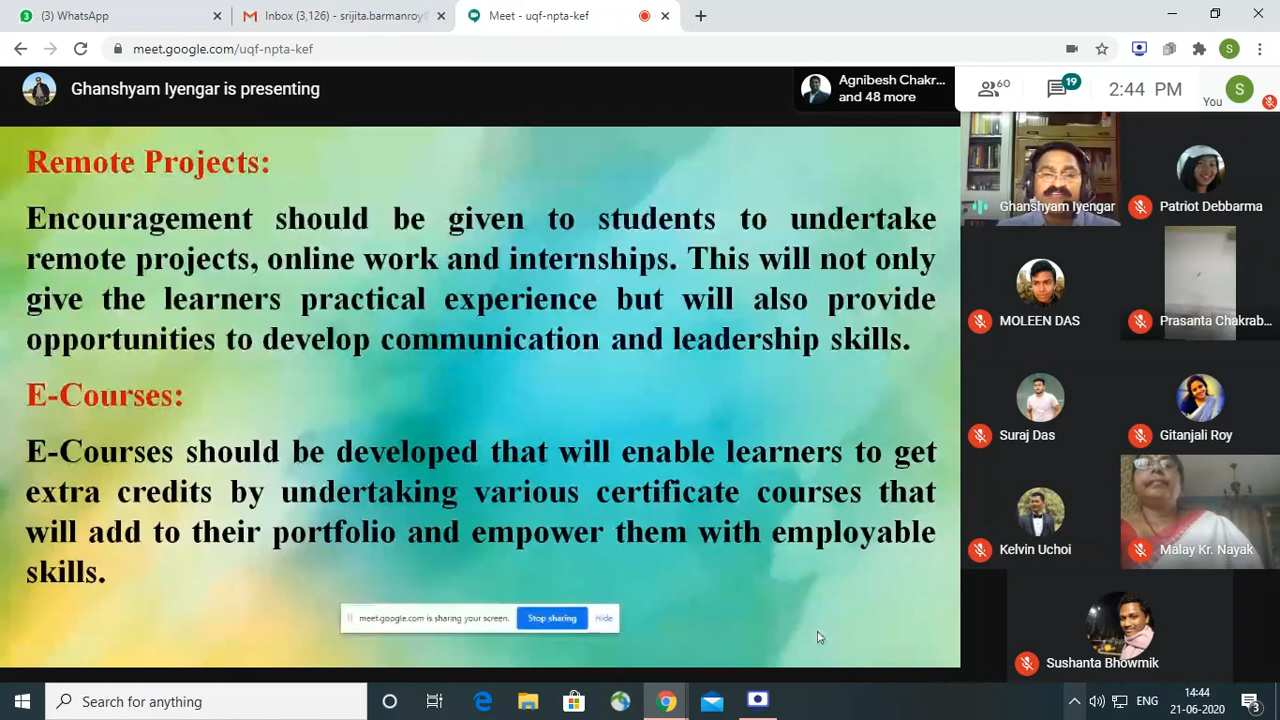 (3) WhatsApp
Inbox (3,126) - srijita.barmanroy
Meet - uqf-npta-kef
meet.google.com/uqf-npta-kef
S
Ghanshyam Iyengar is presenting
Agnibesh Chakr...
and 48 more
60
19
2:44 PM
You
S
Remote Projects:
Encouragement should be given to students to undertake
remote projects, online work and internships. This will not only
give the learners practical experience but will also provide
opportunities to develop communication and leadership skills.
E-Courses:
E-Courses should be developed that will enable learners to get
extra credits by undertaking various certificate courses that
will add to their portfolio and empower them with employable
skills.
meet.google.com is sharing your screen.
Stop sharing
Hide
Ghanshyam Iyengar
Patriot Debbarma
MOLEEN DAS
Prasanta Chakrab...
Suraj Das
Gitanjali Roy
Kelvin Uchoi
Malay Kr. Nayak
Sushanta Bhowmik
Search for anything
ENG
14:44
21-06-2020
3